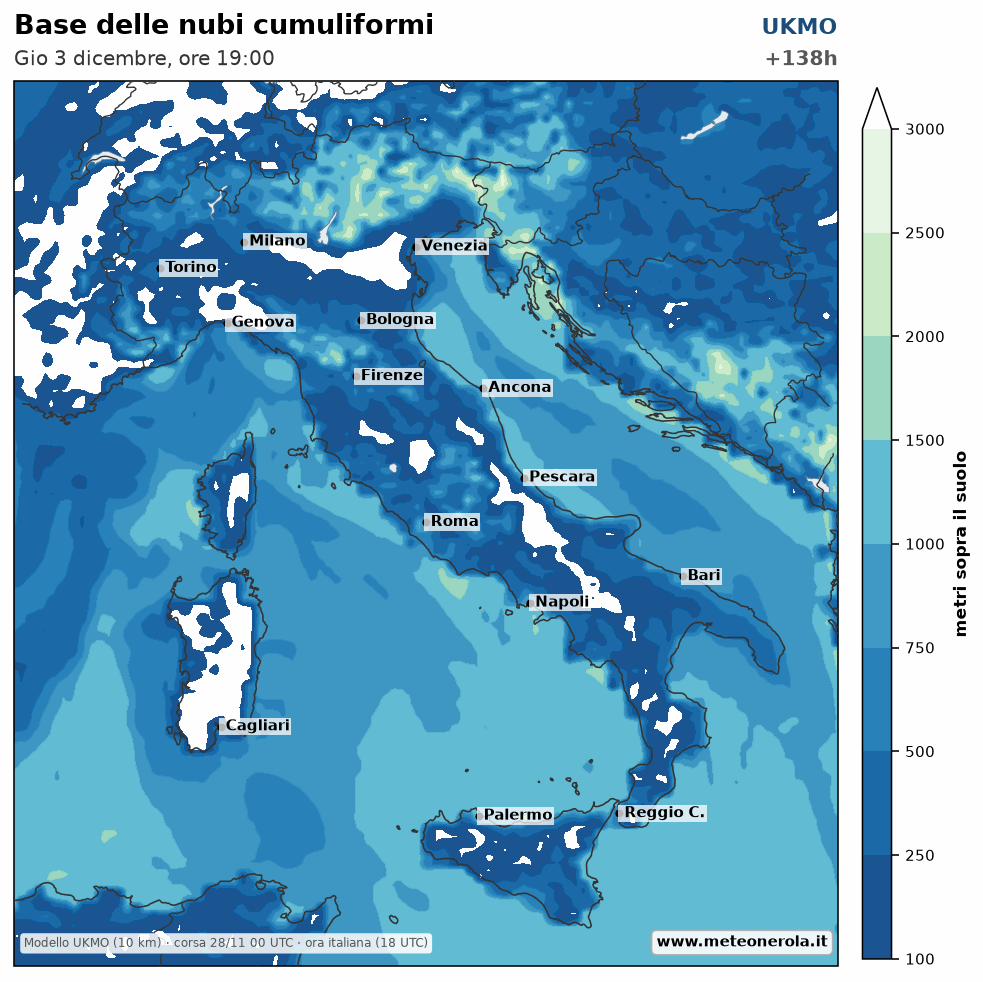 Base delle nubi cumuliformi
UKMO
Gio 3 dicembre, ore 19:00
+138h
3000
2500
2000
1500
1000
750
500
250
100
metri sopra il suolo
Milano
Venezia
Torino
Bologna
Genova
Firenze
Ancona
Pescara
Roma
Bari
Napoli
Cagliari
Palermo
Reggio C.
Modello UKMO (10 km) - corsa 28/11 00 UTC · ora italiana (18 UTC)
www.meteonerola.it